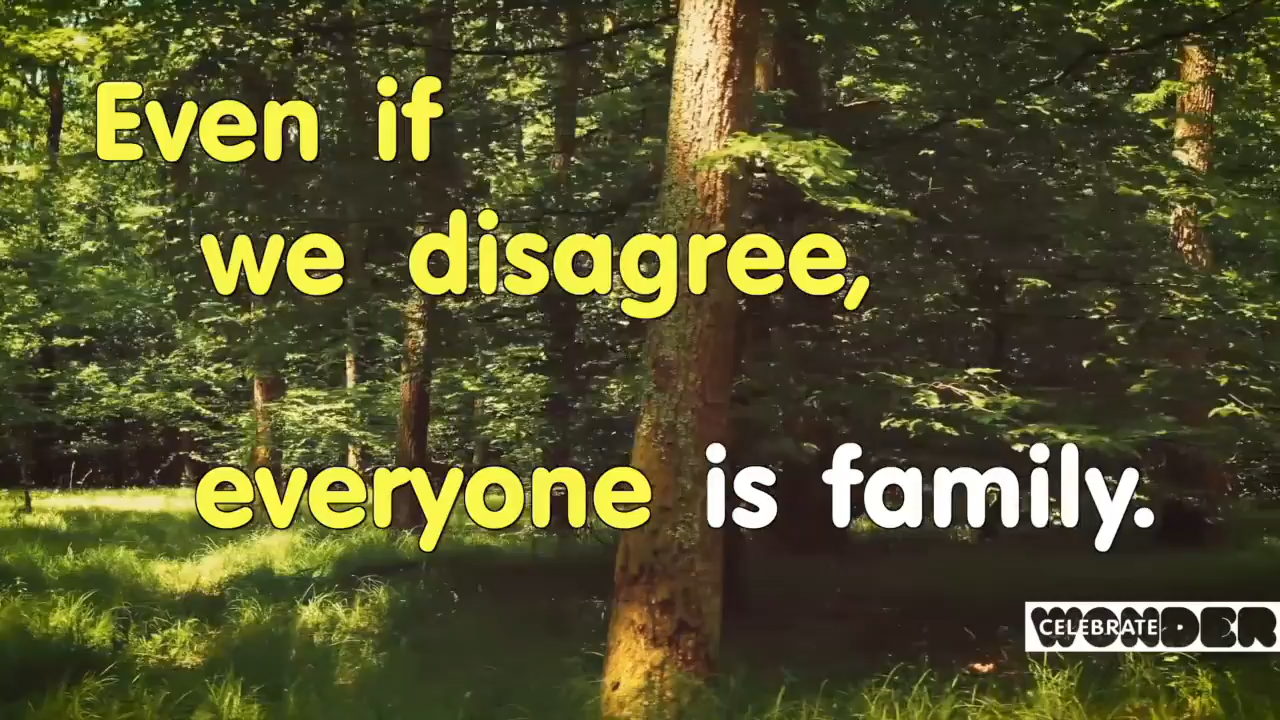 Even if
we disagree,
everyone is family.
CELEBRATE
WONDER